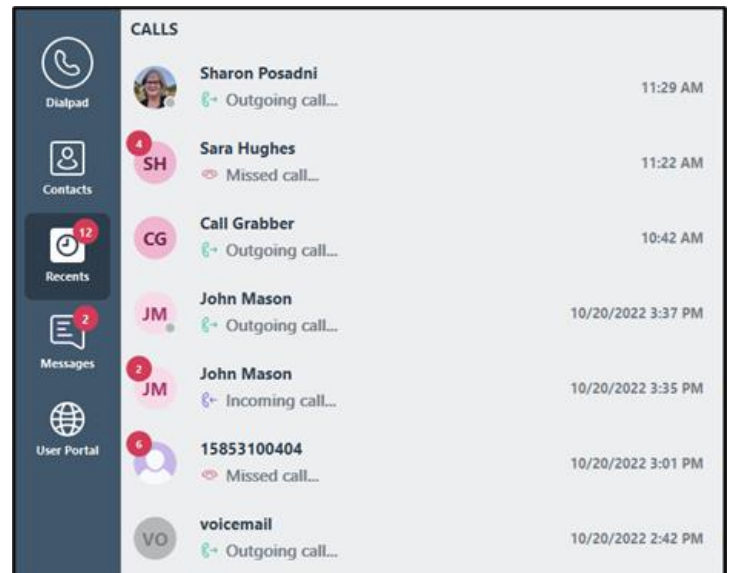 CALLS
Dialpad
Contacts
12
Recents
2
Messages
User Portal
Sharon Posadni
Outgoing call...
11:29 AM
4
SH
Sara Hughes
Missed call...
11:22 AM
CG
Call Grabber
Outgoing call...
10:42 AM
JM
John Mason
Outgoing call...
10/20/2022 3:37 PM
2
JM
John Mason
Incoming call...
10/20/2022 3:35 PM
6
15853100404
Missed call...
10/20/2022 3:01 PM
VO
voicemail
Outgoing call...
10/20/2022 2:42 PM